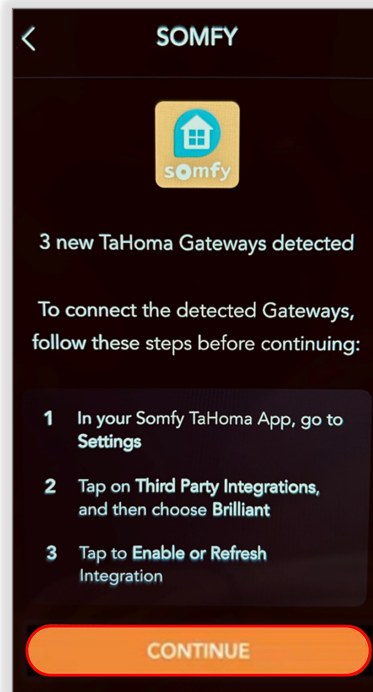 SOMFY
somfy
3 new TaHoma Gateways detected
To connect the detected Gateways,
follow these steps before continuing:
1 In your Somfy TaHoma App, go to
Settings
2 Tap on Third Party Integrations,
and then choose Brilliant
3 Tap to Enable or Refresh
Integration
CONTINUE